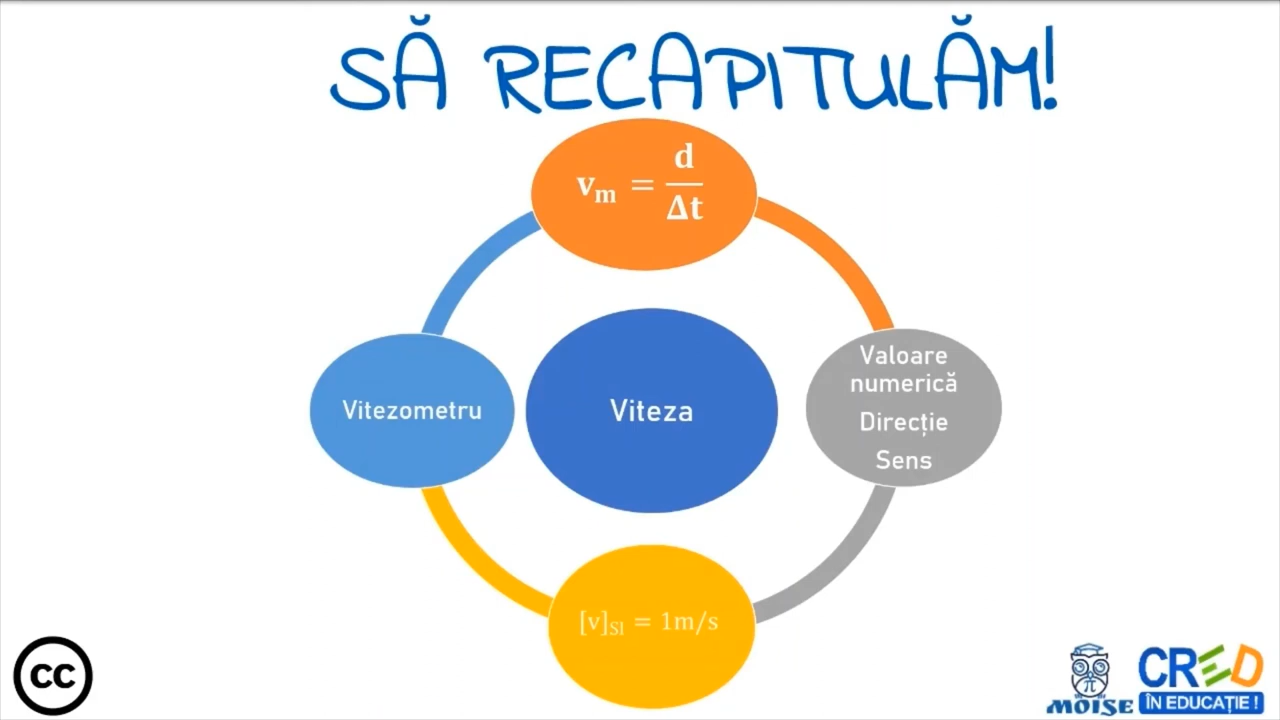 SĂ RECAPITULĂM!
vₘ = d/Δt
Vitezometru
Viteza
Valoare
numerică
Direcție
Sens
[v]SI = 1m/s
cc
π
MOISE
CRED
ÎN EDUCAȚIE !